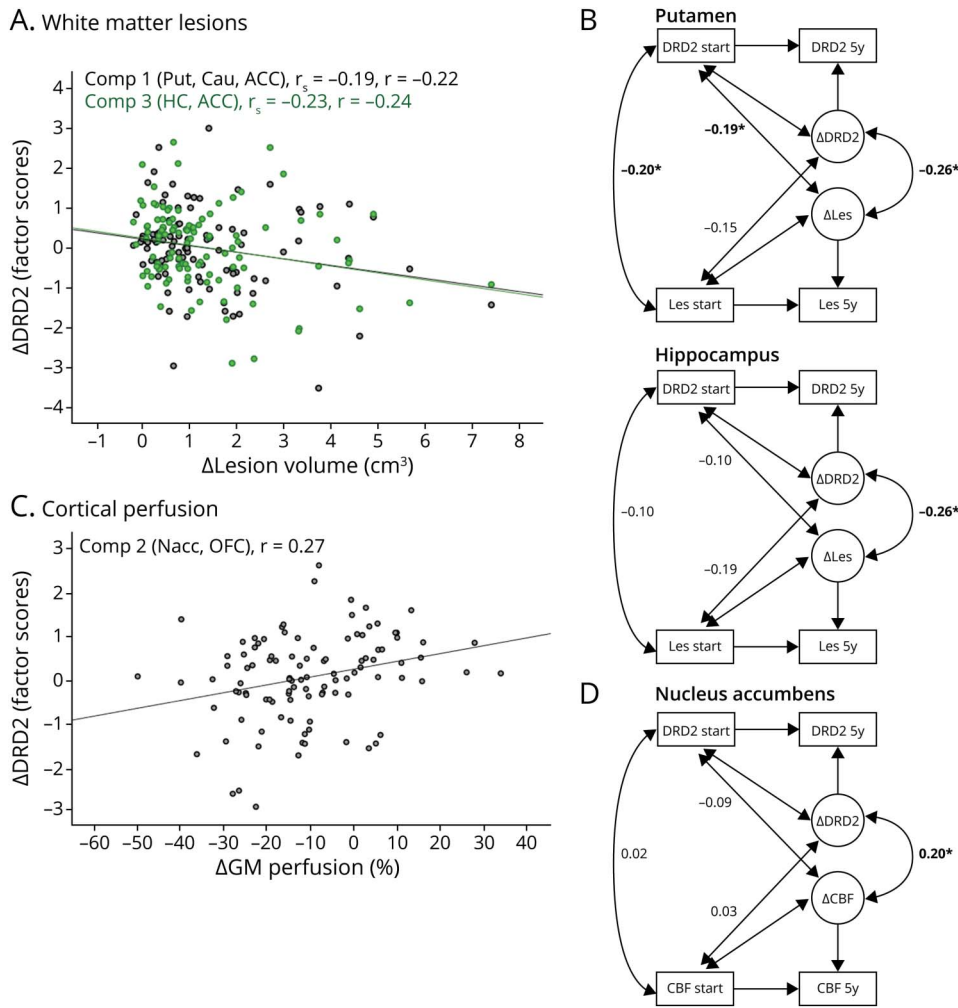 A. White matter lesions
Comp 1 (Put, Cau, ACC), rs = –0.19, r = –0.22
Comp 3 (HC, ACC), rs = –0.23, r = –0.24
ΔDRD2 (factor scores)
4
3
2
1
0
–1
–2
–3
–4
–1 0 1 2 3 4 5 6 7 8
ΔLesion volume (cm³)
C. Cortical perfusion
Comp 2 (Nacc, OFC), r = 0.27
ΔDRD2 (factor scores)
3
2
1
0
–1
–2
–3
–60 –50 –40 –30 –20 –10 0 10 20 30 40
ΔGM perfusion (%)
B
Putamen
DRD2 start DRD2 5y
ΔDRD2
–0.19*
–0.20* –0.26*
ΔLes
–0.15
Les start Les 5y
Hippocampus
DRD2 start DRD2 5y
–0.10
ΔDRD2
–0.10 –0.26*
ΔLes
–0.19
Les start Les 5y
D
Nucleus accumbens
DRD2 start DRD2 5y
–0.09
ΔDRD2
0.02 0.20*
ΔCBF
0.03
CBF start CBF 5y